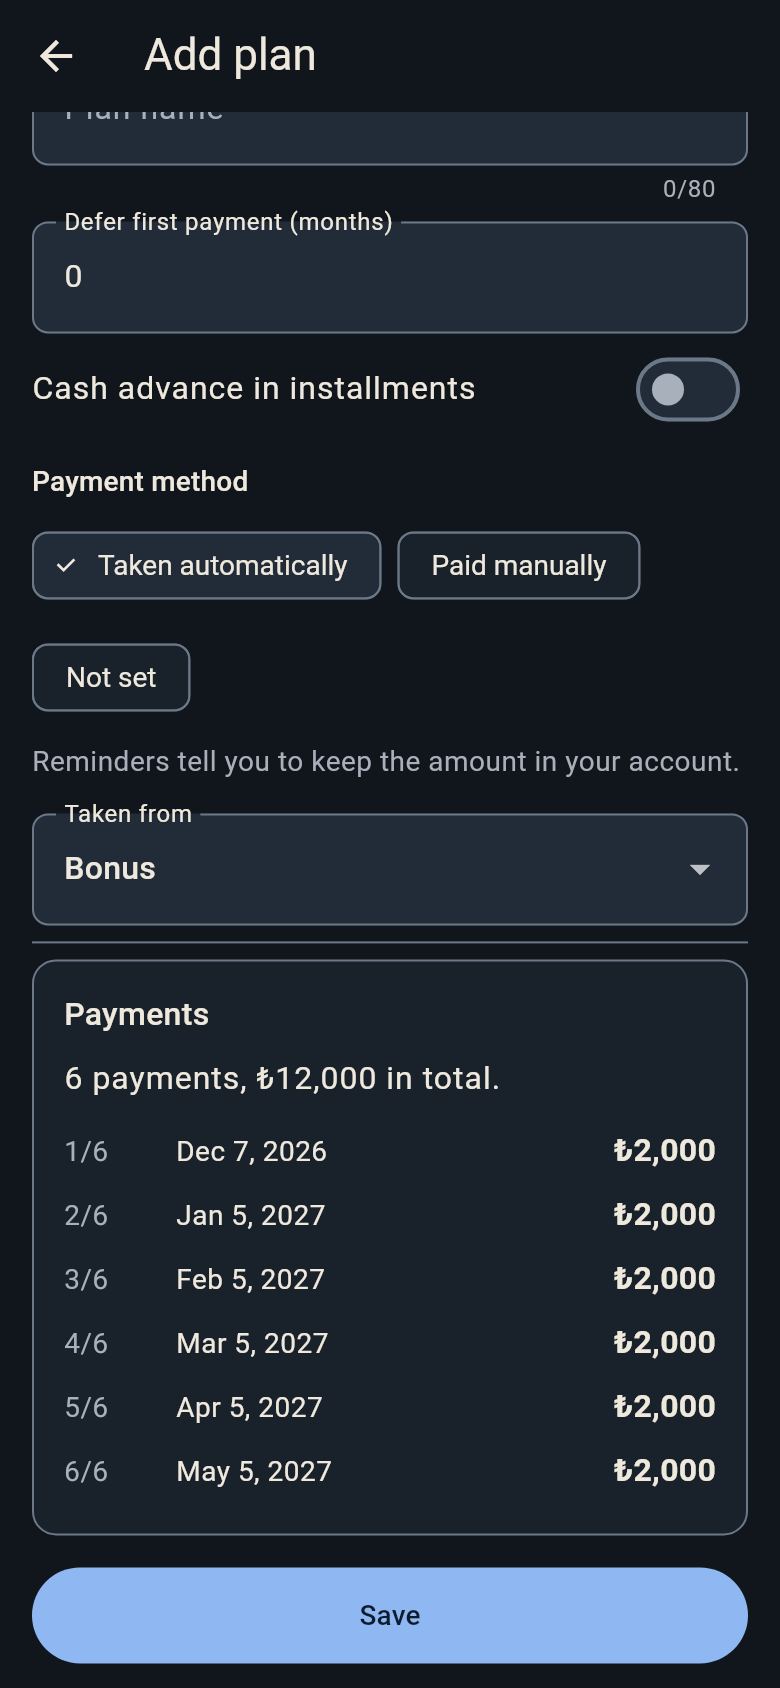 Add plan
Plan name
0/80
Defer first payment (months)
0
Cash advance in installments
Payment method
Taken automatically
Paid manually
Not set
Reminders tell you to keep the amount in your account.
Taken from
Bonus
Payments
6 payments, ₺12,000 in total.
1/6 Dec 7, 2026 ₺2,000
2/6 Jan 5, 2027 ₺2,000
3/6 Feb 5, 2027 ₺2,000
4/6 Mar 5, 2027 ₺2,000
5/6 Apr 5, 2027 ₺2,000
6/6 May 5, 2027 ₺2,000
Save